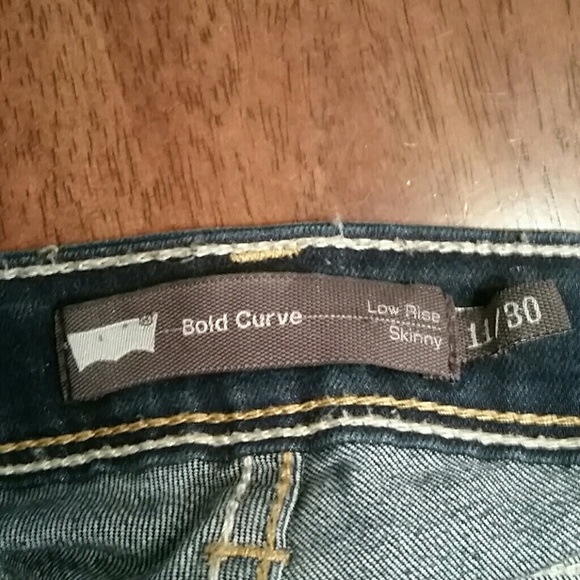 Bold Curve
Low Rise
Skinny
11/30